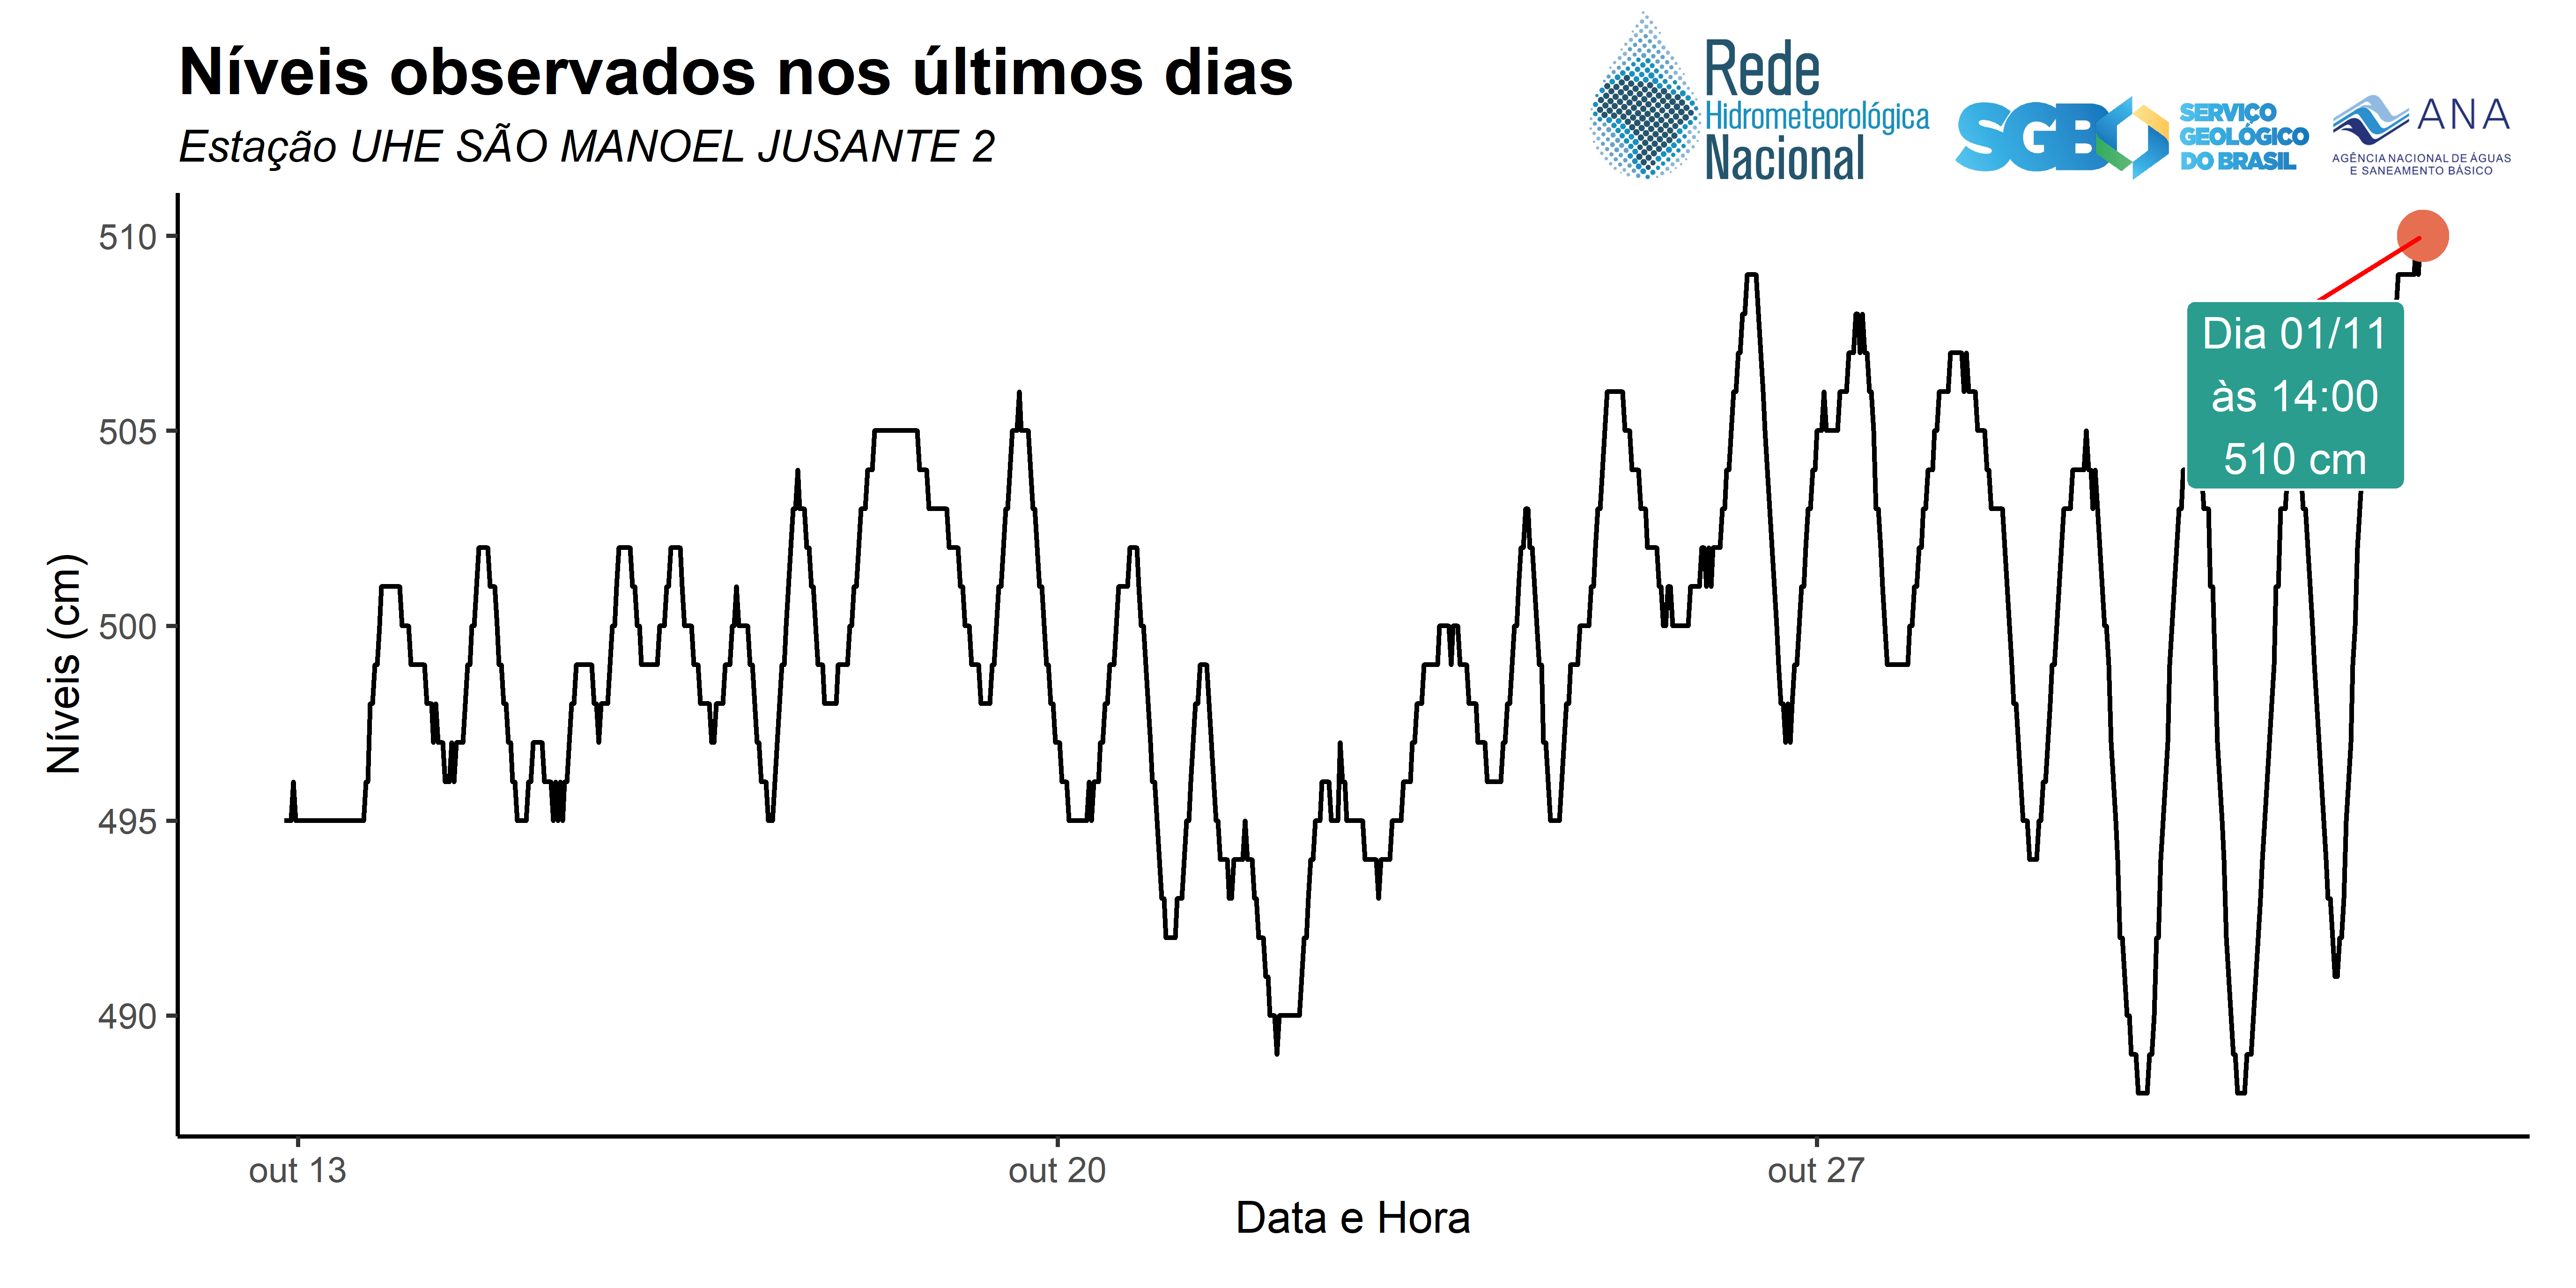 Níveis observados nos últimos dias
Estação UHE SÃO MANOEL JUSANTE 2
Rede
Hidrometeorológica
Nacional
SGB
SERVIÇO
GEOLÓGICO
DO BRASIL
ANA
AGÊNCIA NACIONAL DE ÁGUAS
E SANEAMENTO BÁSICO
Níveis (cm)
510
505
500
495
490
Dia 01/11
às 14:00
510 cm
out 13
out 20
out 27
Data e Hora